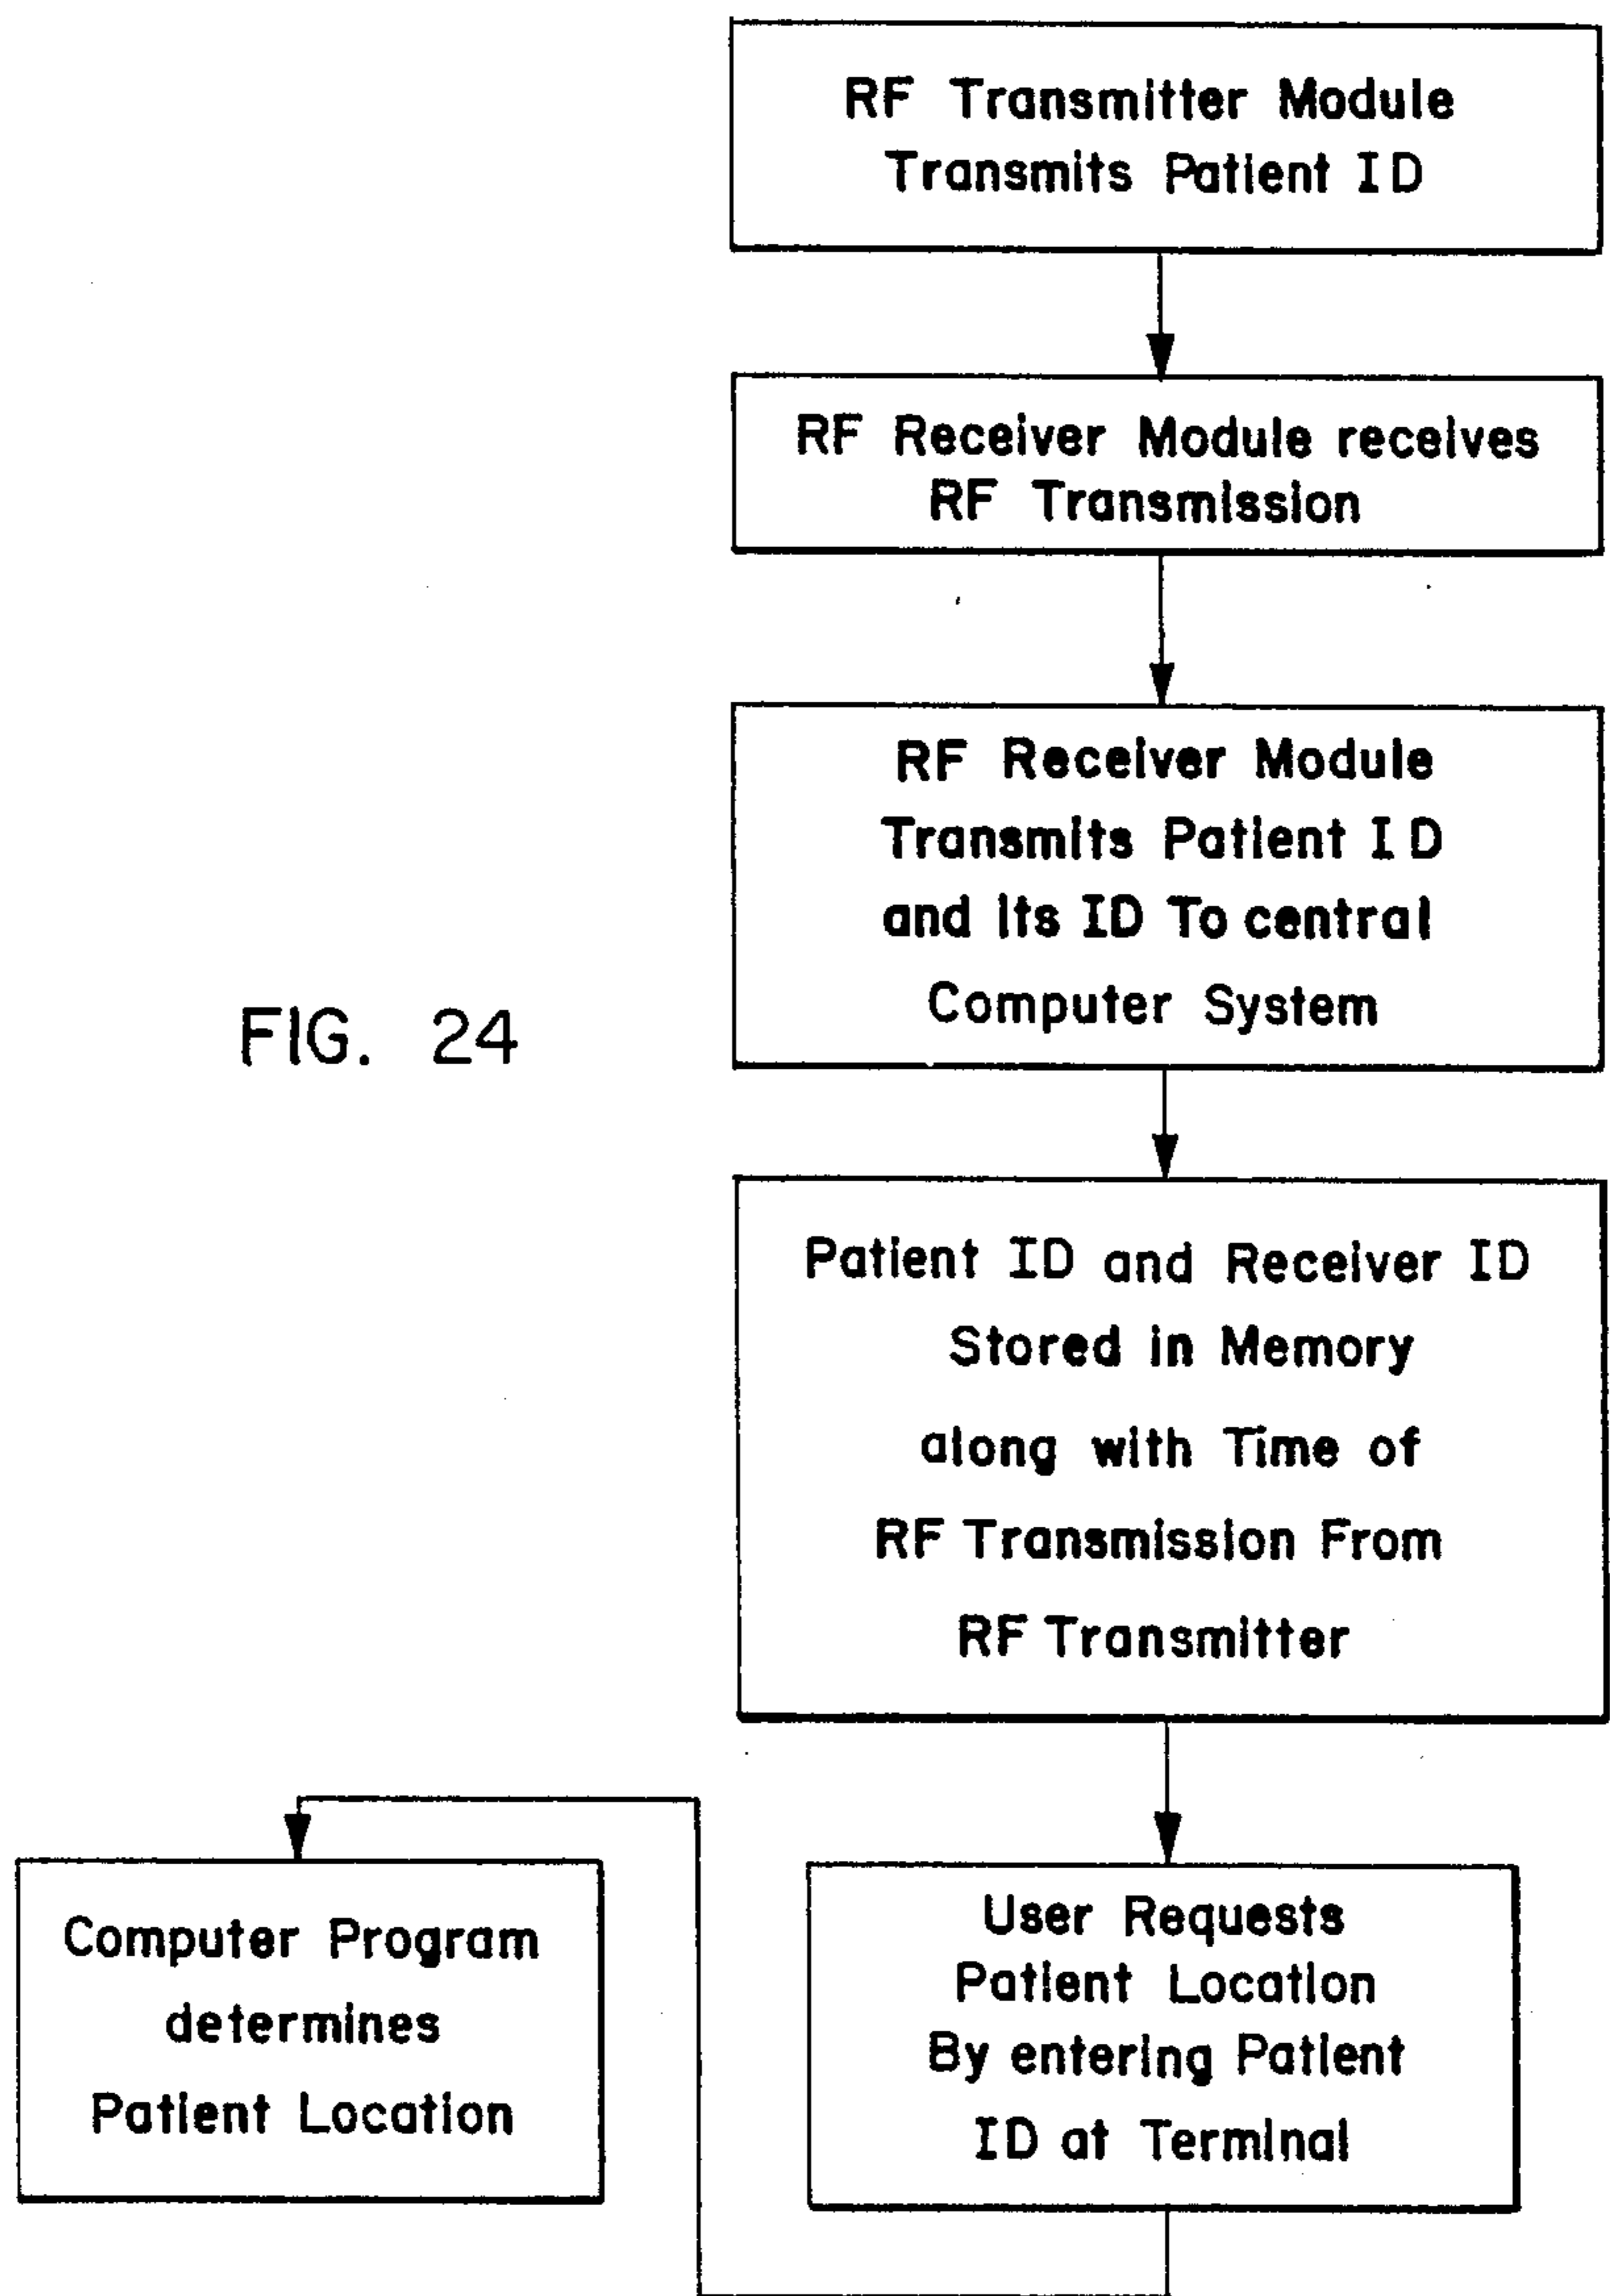 RF Transmitter Module
Transmits Patient ID
RF Receiver Module receives
RF Transmission
RF Receiver Module
Transmits Patient ID
and Its ID To central
Computer System
FIG. 24
Patient ID and Receiver ID
Stored in Memory
along with Time of
RF Transmission From
RF Transmitter
User Requests
Patient Location
By entering Patient
ID at Terminal
Computer Program
determines
Patient Location